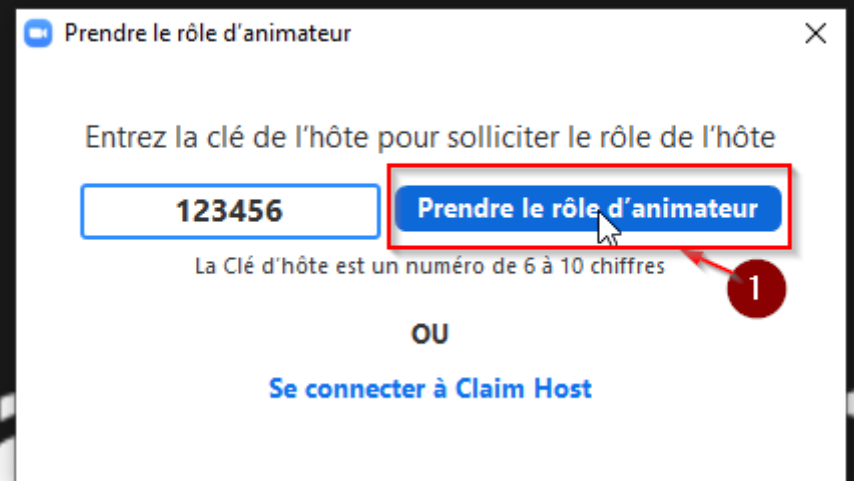 Prendre le rôle d’animateur
Entrez la clé de l’hôte pour solliciter le rôle de l’hôte
123456
Prendre le rôle d’animateur
La Clé d’hôte est un numéro de 6 à 10 chiffres
1
OU
Se connecter à Claim Host